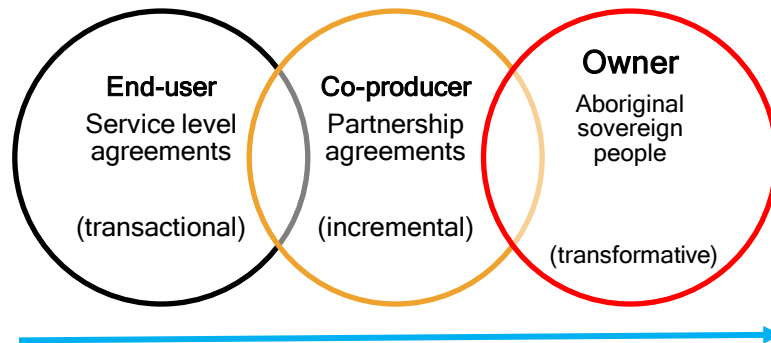 End-user
Service level
agreements
(transactional)
Co-producer
Partnership
agreements
(incremental)
Owner
Aboriginal
sovereign
people
(transformative)